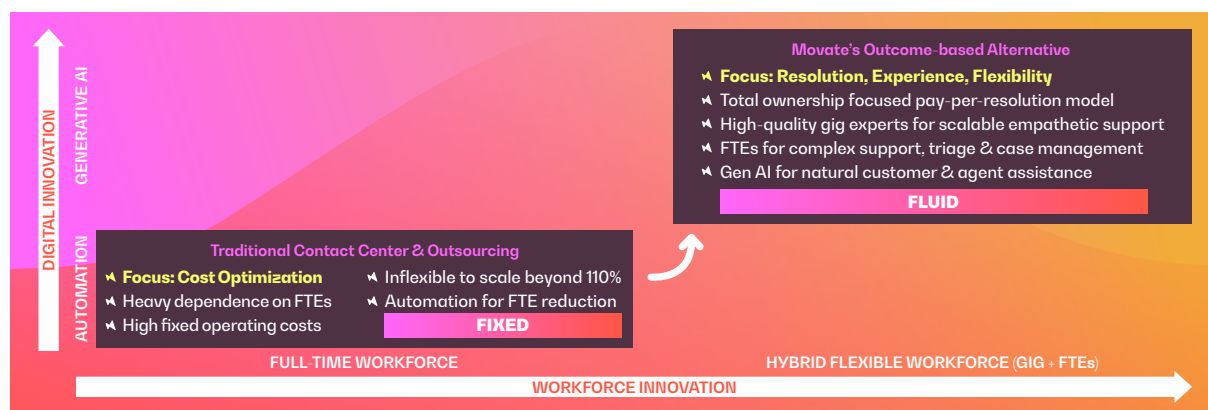 DIGITAL INNOVATION
GENERATIVE AI
AUTOMATION
Movate's Outcome-based Alternative
Focus: Resolution, Experience, Flexibility
Total ownership focused pay-per-resolution model
High-quality gig experts for scalable empathetic support
FTEs for complex support, triage & case management
Gen AI for natural customer & agent assistance
FLUID
Traditional Contact Center & Outsourcing
Focus: Cost Optimization
Heavy dependence on FTEs
High fixed operating costs
Inflexible to scale beyond 110%
Automation for FTE reduction
FIXED
FULL-TIME WORKFORCE
HYBRID FLEXIBLE WORKFORCE (GIG + FTEs)
WORKFORCE INNOVATION